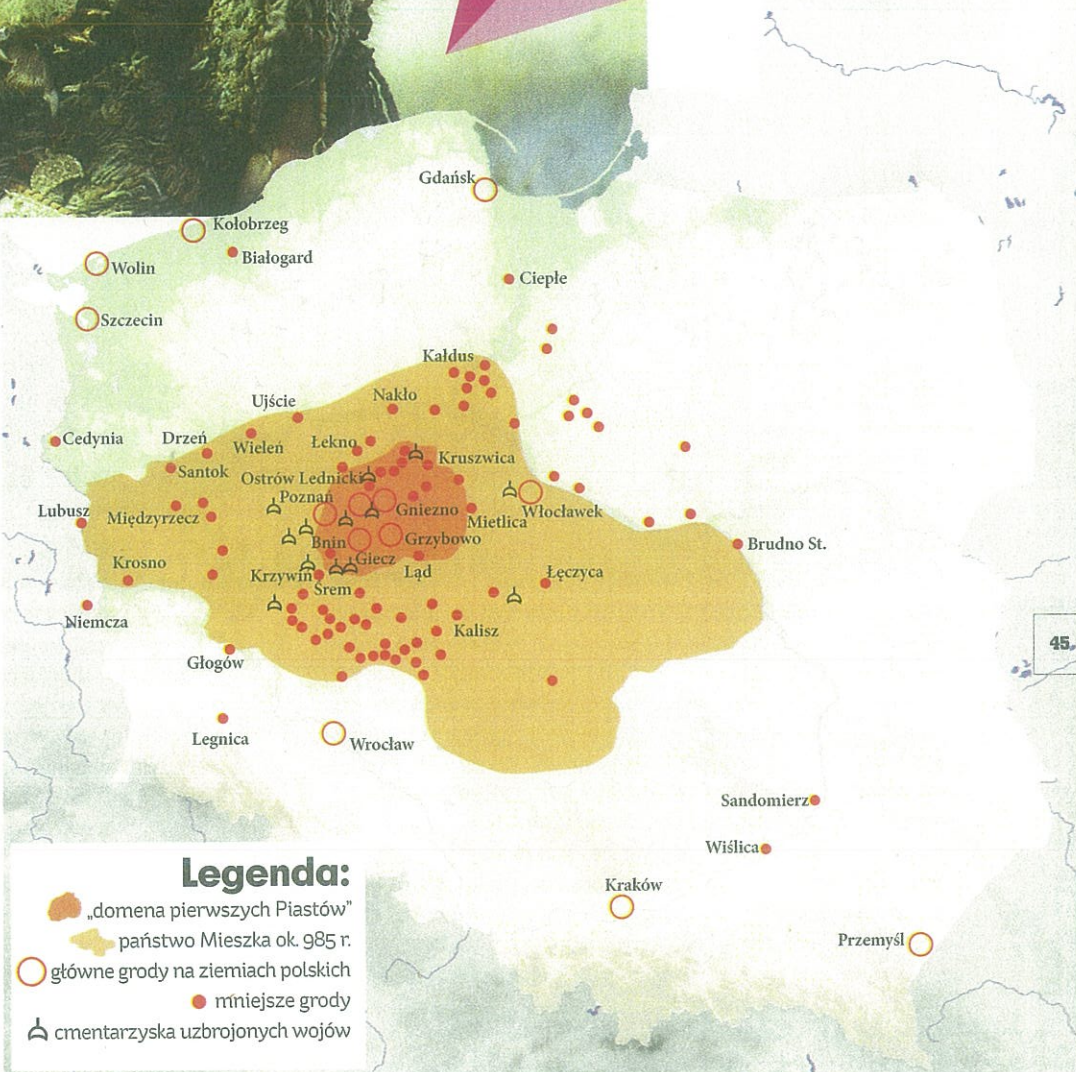 Gdańsk
Kołobrzeg
Białogard
Wolin
Ciepłe
Szczecin
Kałdus
Nakło
Ujście
Cedynia
Drzeń
Wieleń
Łekno
Kruszwica
Santok
Ostrów Lednicki
Poznań
Lubusz
Międzyrzecz
Gniezno
Mietlica
Włocławek
Bnin
Grzybowo
Brudno St.
Giecz
Krosno
Krzywiń
Ląd
Łęczyca
Śrem
Niemcza
Kalisz
45
Głogów
Legnica
Wrocław
Sandomierz
Wiślica
Kraków
Przemyśl
Legenda:
„domena pierwszych Piastów”
państwo Mieszka ok. 985 r.
główne grody na ziemiach polskich
mniejsze grody
cmentarzyska uzbrojonych wojów